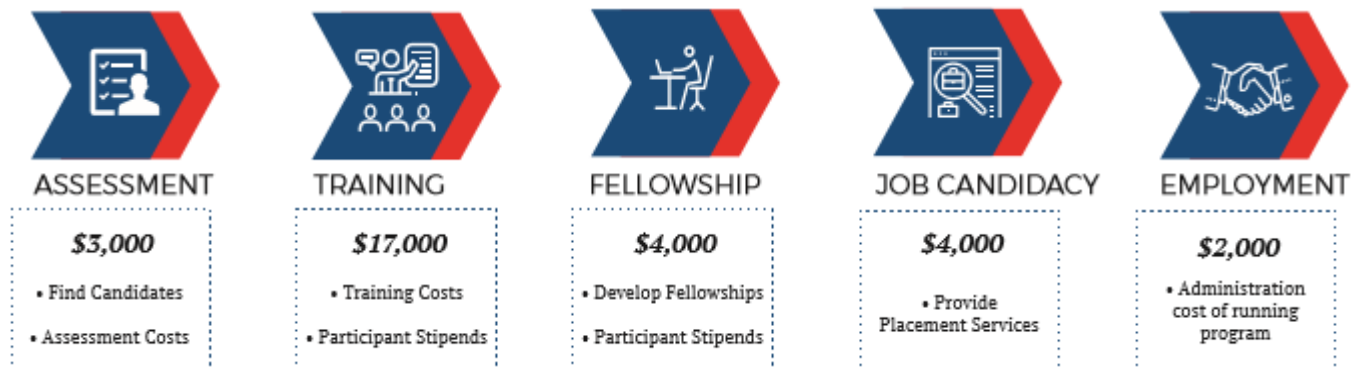 ASSESSMENT
$3,000
• Find Candidates
• Assessment Costs
TRAINING
$17,000
• Training Costs
• Participant Stipends
FELLOWSHIP
$4,000
• Develop Fellowships
• Participant Stipends
JOB CANDIDACY
$4,000
• Provide
Placement Services
EMPLOYMENT
$2,000
• Administration
cost of running
program